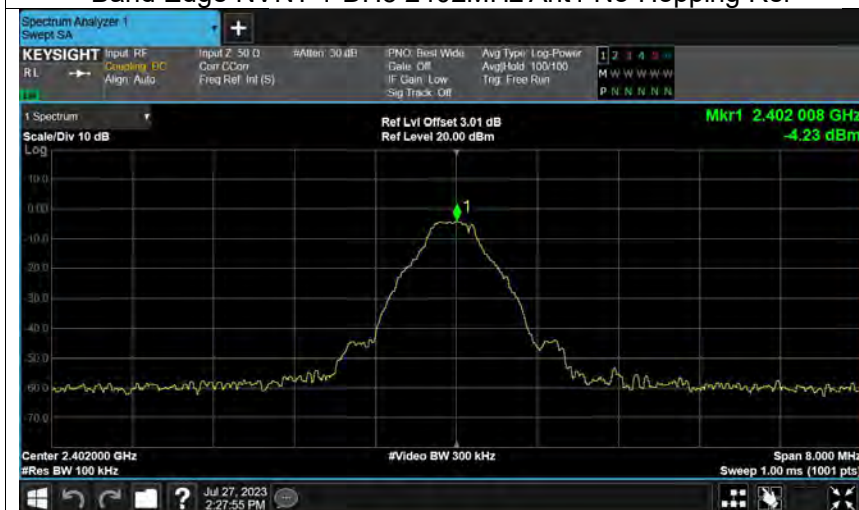 Spectrum Analyzer 1
Swept SA
+
KEYSIGHT Input: RF Input Z: 50 Ω #Atten: 30 dB PNO: Best Wide Avg Type: Log-Power 1 2 3 4 5 6
R L Coupling: DC Corr CCorr Gate: Off Avg|Hold: 100/100 M W W W W W
Align: Auto Freq Ref: Int (S) IF Gain: Low Trig: Free Run
Sig Track: Off P N N N N N
1 Spectrum Ref Lvl Offset 3.01 dB Mkr1 2.402 008 GHz
Scale/Div 10 dB Ref Level 20.00 dBm -4.23 dBm
Log
10.0
0.00
1
-10.0
-20.0
-30.0
-40.0
-50.0
-60.0
-70.0
Center 2.402000 GHz #Video BW 300 kHz Span 8.000 MHz
#Res BW 100 kHz Sweep 1.00 ms (1001 pts)
? Jul 27, 2023
2:27:55 PM